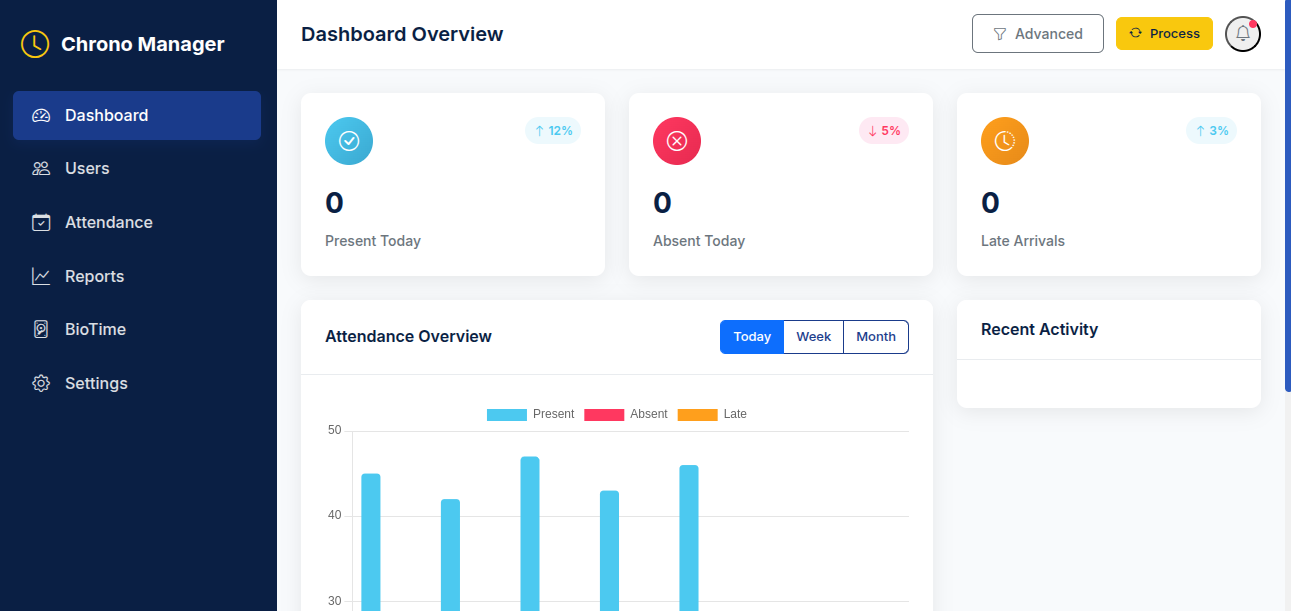 Chrono Manager
Dashboard
Users
Attendance
Reports
BioTime
Settings
Dashboard Overview
Advanced
Process
↑ 12%
0
Present Today
↓ 5%
0
Absent Today
↑ 3%
0
Late Arrivals
Attendance Overview
Today Week Month
Present Absent Late
50
40
30
Recent Activity